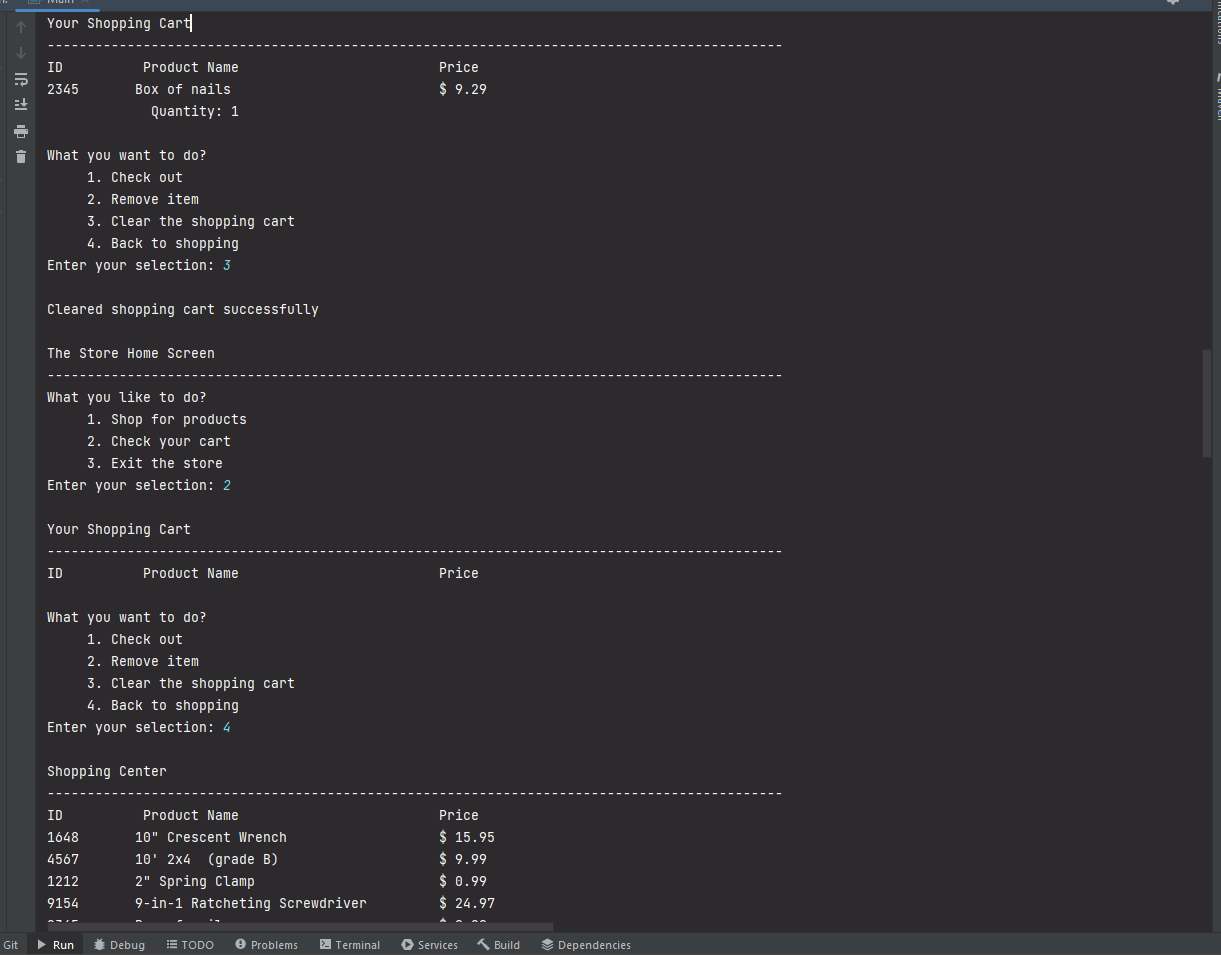 Main
Your Shopping Cart
--------------------------------------------------------------------------------------------
ID          Product Name                         Price
2345       Box of nails                          $ 9.29
             Quantity: 1
What you want to do?
     1. Check out
     2. Remove item
     3. Clear the shopping cart
     4. Back to shopping
Enter your selection: 3
Cleared shopping cart successfully
The Store Home Screen
--------------------------------------------------------------------------------------------
What you like to do?
     1. Shop for products
     2. Check your cart
     3. Exit the store
Enter your selection: 2
Your Shopping Cart
--------------------------------------------------------------------------------------------
ID          Product Name                         Price
What you want to do?
     1. Check out
     2. Remove item
     3. Clear the shopping cart
     4. Back to shopping
Enter your selection: 4
Shopping Center
--------------------------------------------------------------------------------------------
ID          Product Name                         Price
1648       10" Crescent Wrench                   $ 15.95
4567       10' 2x4  (grade B)                    $ 9.99
1212       2" Spring Clamp                       $ 0.99
9154       9-in-1 Ratcheting Screwdriver         $ 24.97
Git Run Debug TODO Problems Terminal Services Build Dependencies